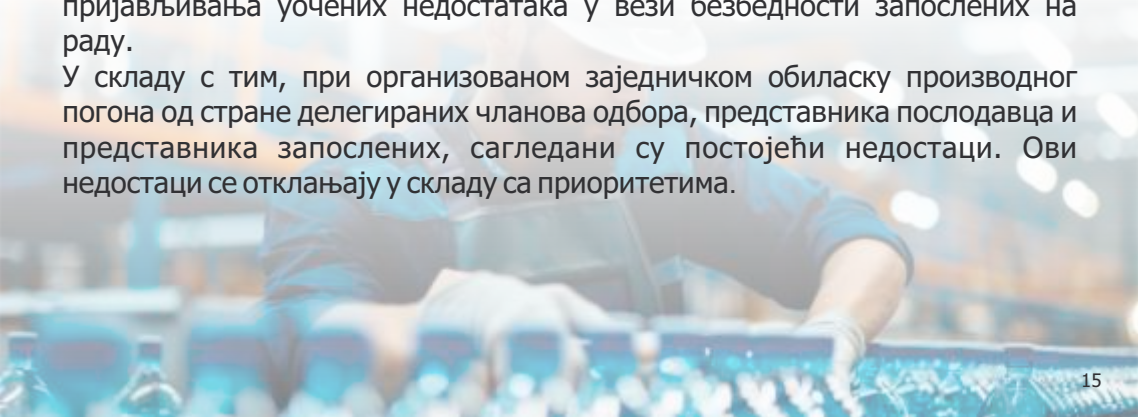 пријављивања уочених недостатака у вези безбедности запослених на
раду.
У складу с тим, при организованом заједничком обиласку производног
погона од стране делегираних чланова одбора, представника послодавца и
представника запослених, сагледани су постојећи недостаци. Ови
недостаци се отклањају у складу са приоритетима.
15